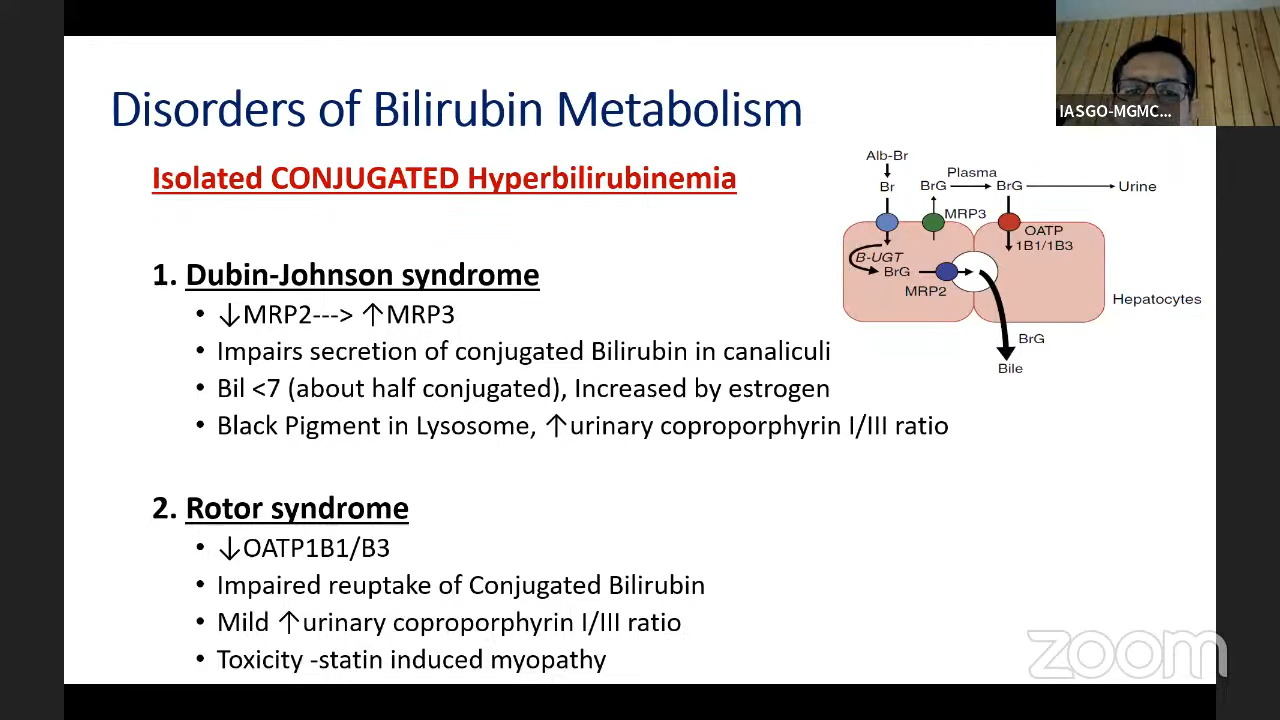 Disorders of Bilirubin Metabolism
IASGO-MGMC...
Isolated CONJUGATED Hyperbilirubinemia
Alb-Br
Br
BrG
Plasma
BrG
Urine
MRP3
OATP
1B1/1B3
B-UGT
BrG
MRP2
Hepatocytes
BrG
Bile
1. Dubin-Johnson syndrome
• ↓MRP2---> ↑MRP3
• Impairs secretion of conjugated Bilirubin in canaliculi
• Bil <7 (about half conjugated), Increased by estrogen
• Black Pigment in Lysosome, ↑urinary coproporphyrin I/III ratio
2. Rotor syndrome
• ↓OATP1B1/B3
• Impaired reuptake of Conjugated Bilirubin
• Mild ↑urinary coproporphyrin I/III ratio
• Toxicity -statin induced myopathy
zoom